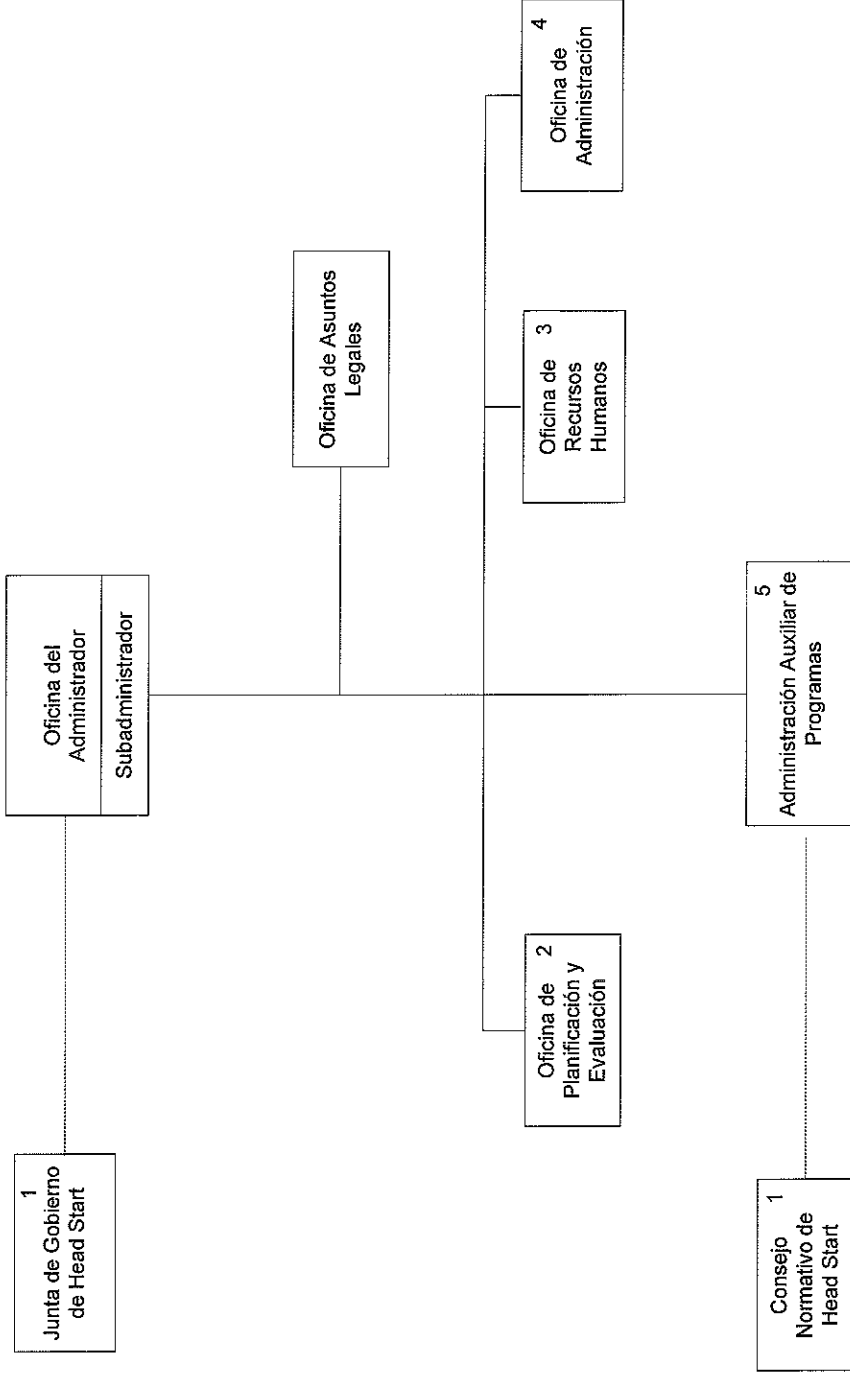 1
Junta de Gobierno
de Head Start
Oficina del
Administrador
Subadministrador
Oficina de Asuntos
Legales
Oficina de 2
Planificación y
Evaluación
Oficina de 3
Recursos
Humanos
4
Oficina de
Administración
Consejo 1
Normativo de
Head Start
5
Administración Auxiliar de
Programas